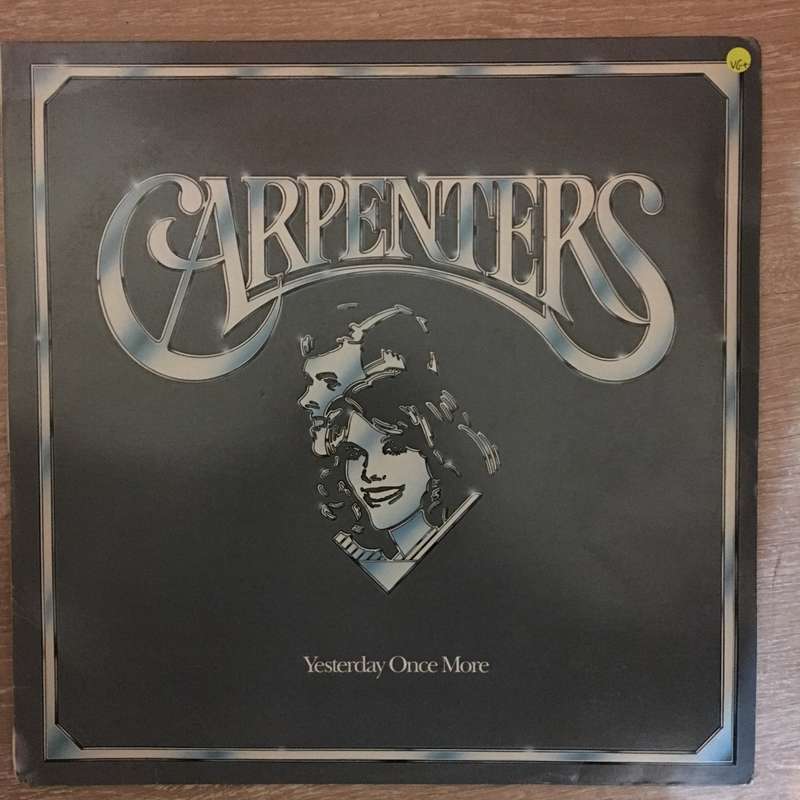 VG+
CARPENTERS
Yesterday Once More